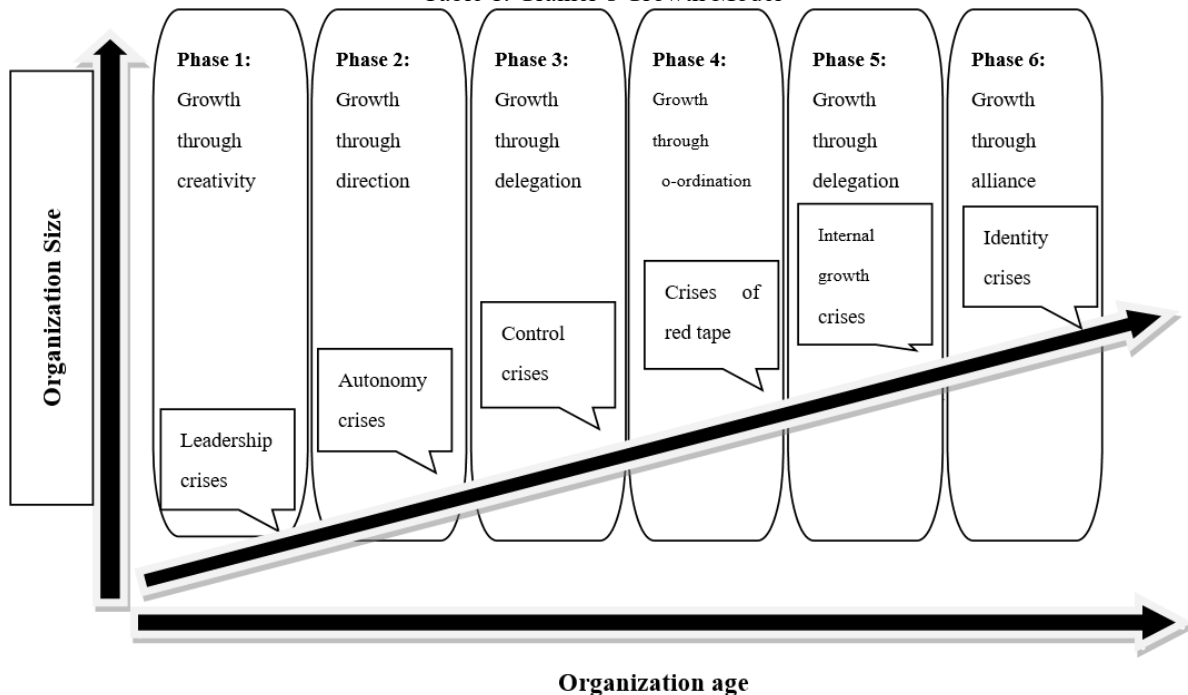 Phase 1:
Growth
through
creativity
Leadership
crises
Phase 2:
Growth
through
direction
Autonomy
crises
Phase 3:
Growth
through
delegation
Control
crises
Phase 4:
Growth
through
o-ordination
Crises of
red tape
Phase 5:
Growth
through
delegation
Internal
growth
crises
Phase 6:
Growth
through
alliance
Identity
crises
Organization Size
Organization age